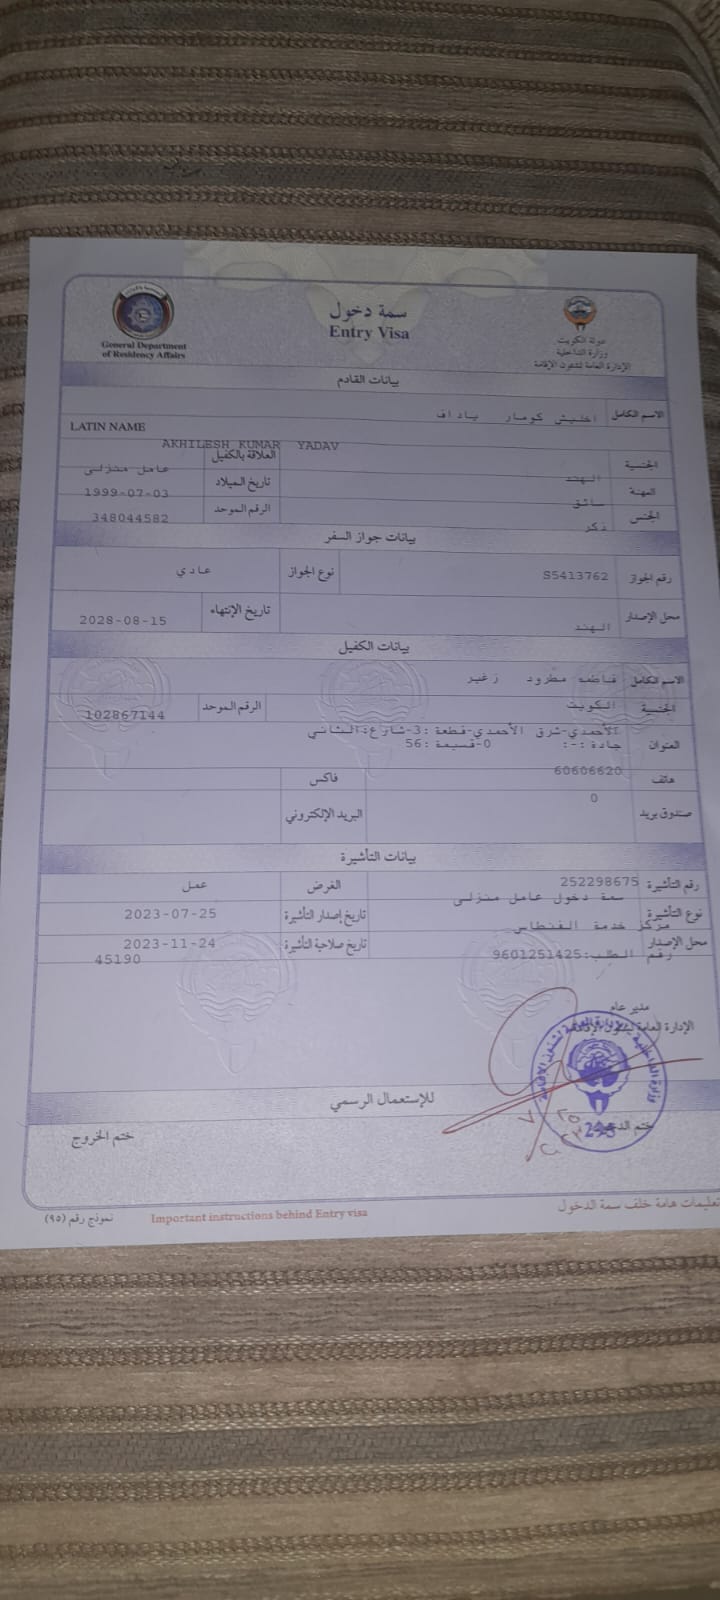 General Department
of Residency Affairs
سمة دخول
Entry Visa
دولة الكويت
وزارة الداخلية
الإدارة العامة لشئون الإقامة
بيانات القادم
الاسم الكامل اخليش كومار ياداف
LATIN NAME
AKHILESH KUMAR YADAV
الجنسية الهند العلاقة بالكفيل عامل منزلى
المهنة سائق تاريخ الميلاد 1999-07-03
الجنس ذكر الرقم الموحد 348044582
بيانات جواز السفر
رقم الجواز S5413762 نوع الجواز عادي
محل الإصدار الهند تاريخ الإنتهاء 2028-08-15
بيانات الكفيل
الاسم الكامل فاطمه مطرود زغير
الجنسية الكويت الرقم الموحد 102867144
العنوان الأحمدي-شرق الأحمدي-قطعة :3-شارع:الثاني
جادة :-: 0-قسيمة :56
هاتف 60606620 فاكس
صندوق بريد 0 البريد الإلكتروني
بيانات التأشيرة
رقم التأشيرة 252298675 الغرض عمل
نوع التأشيرة سمة دخول عامل منزلى تاريخ إصدار التأشيرة 2023-07-25
محل الإصدار مركز خدمة الفنطاس تاريخ صلاحية التأشيرة 2023-11-24
رقم الطلب:9601251425 45190
مدير عام
الإدارة العامة لشئون الإقامة
للإستعمال الرسمي
ختم الخروج
تعليمات هامة خلف سمة الدخول
Important instructions behind Entry visa
نموذج رقم (٩٥)